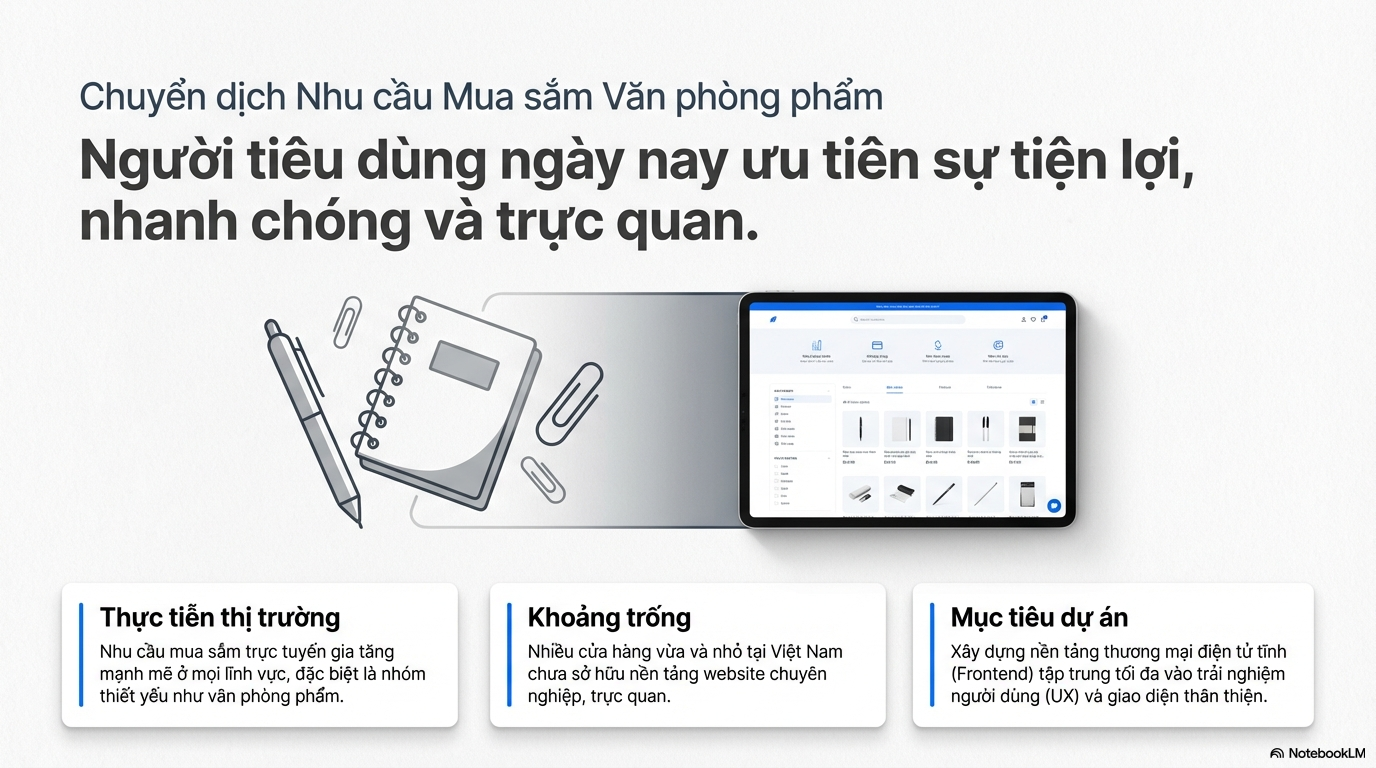 Chuyển dịch Nhu cầu Mua sắm Văn phòng phẩm
Người tiêu dùng ngày nay ưu tiên sự tiện lợi,
nhanh chóng và trực quan.
Thực tiễn thị trường
Nhu cầu mua sắm trực tuyến gia tăng
mạnh mẽ ở mọi lĩnh vực, đặc biệt là nhóm
thiết yếu như văn phòng phẩm.
Khoảng trống
Nhiều cửa hàng vừa và nhỏ tại Việt Nam
chưa sở hữu nền tảng website chuyên
nghiệp, trực quan.
Mục tiêu dự án
Xây dựng nền tảng thương mại điện tử tĩnh
(Frontend) tập trung tối đa vào trải nghiệm
người dùng (UX) và giao diện thân thiện.
NotebookLM